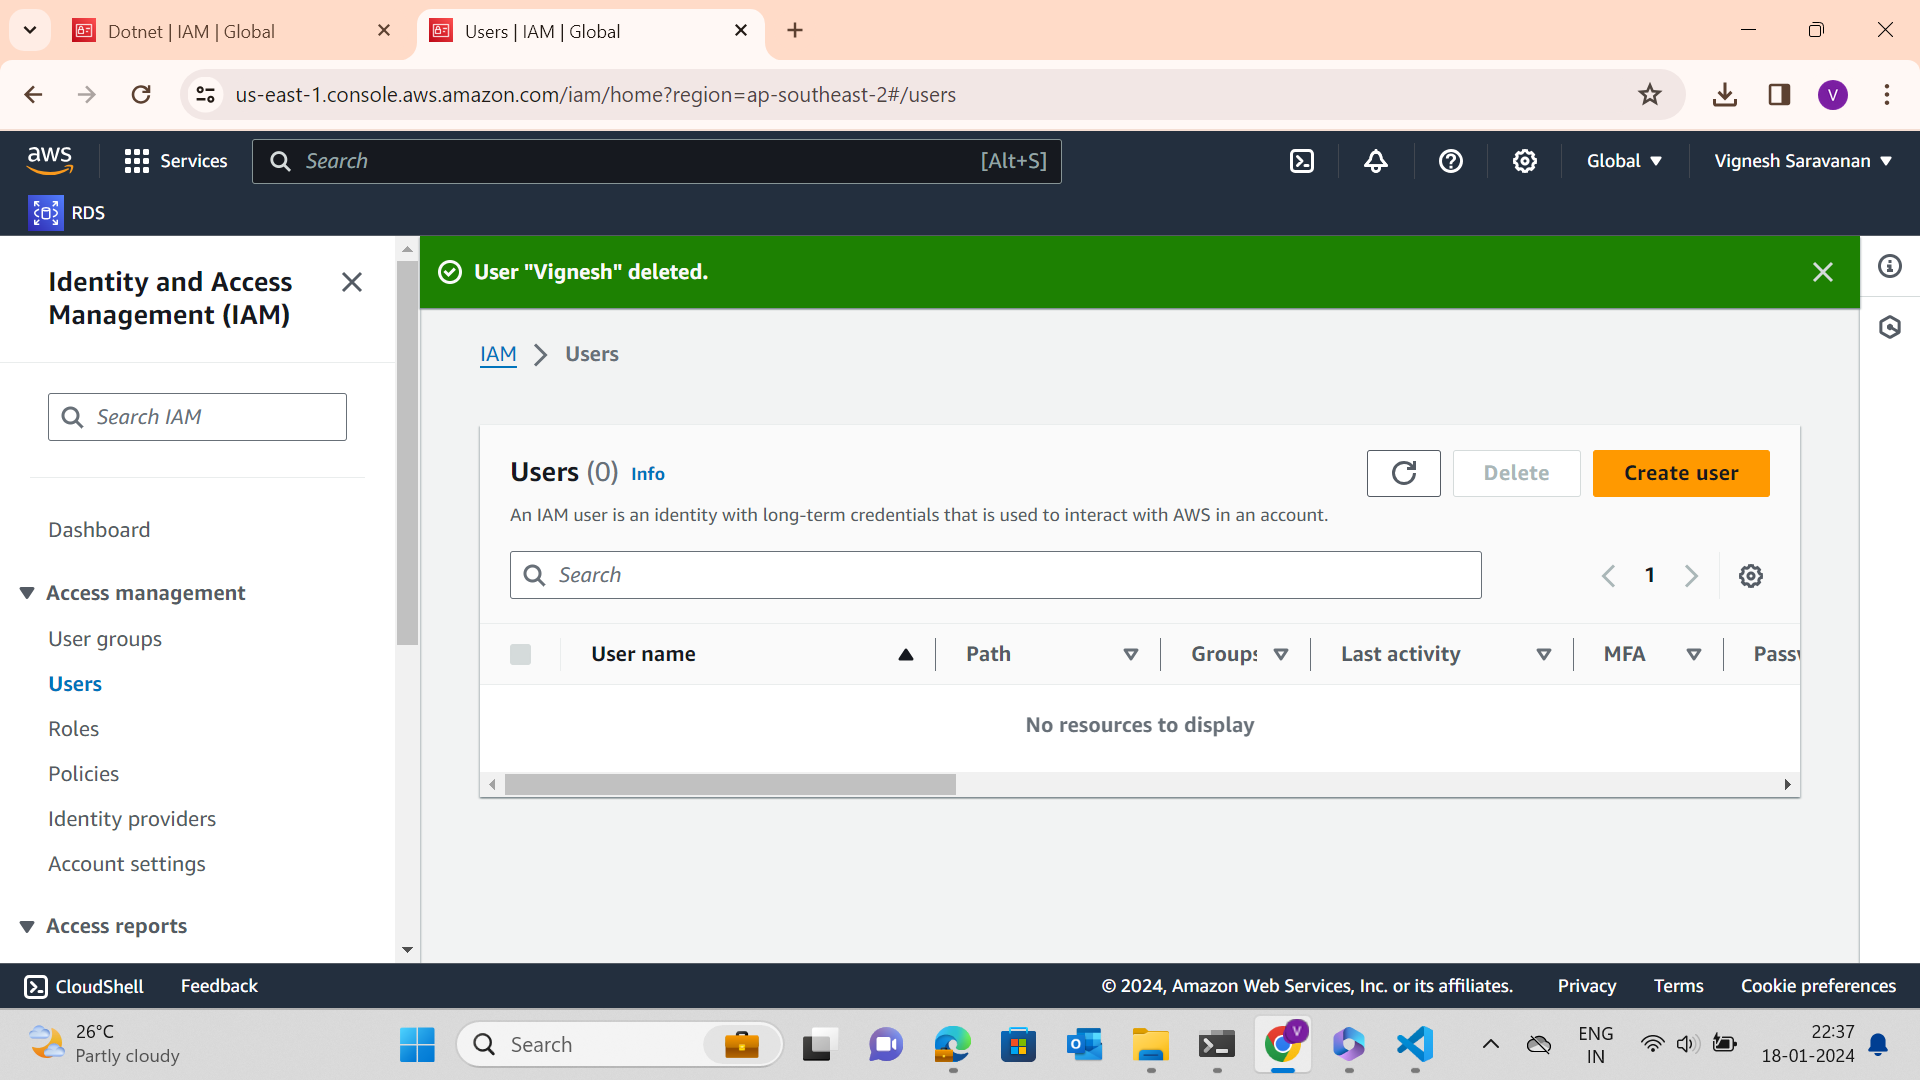 Dotnet | IAM | Global
Users | IAM | Global
us-east-1.console.aws.amazon.com/iam/home?region=ap-southeast-2#/users
V
aws
Services
Search
[Alt+S]
Global
Vignesh Saravanan
RDS
Identity and Access
Management (IAM)
Search IAM
Dashboard
Access management
User groups
Users
Roles
Policies
Identity providers
Account settings
Access reports
User "Vignesh" deleted.
IAM
Users
Users (0) Info
Delete
Create user
An IAM user is an identity with long-term credentials that is used to interact with AWS in an account.
Search
1
User name
Path
Groups
Last activity
MFA
Passw
No resources to display
CloudShell
Feedback
© 2024, Amazon Web Services, Inc. or its affiliates.
Privacy
Terms
Cookie preferences
26°C
Partly cloudy
Search
V
ENG
IN
22:37
18-01-2024